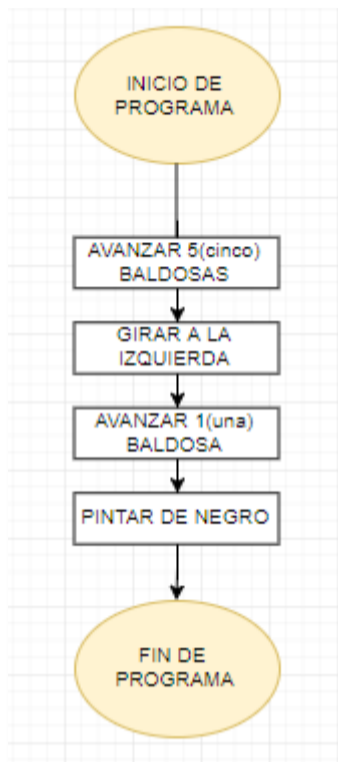 INICIO DE
PROGRAMA
AVANZAR 5(cinco)
BALDOSAS
GIRAR A LA
IZQUIERDA
AVANZAR 1(una)
BALDOSA
PINTAR DE NEGRO
FIN DE
PROGRAMA